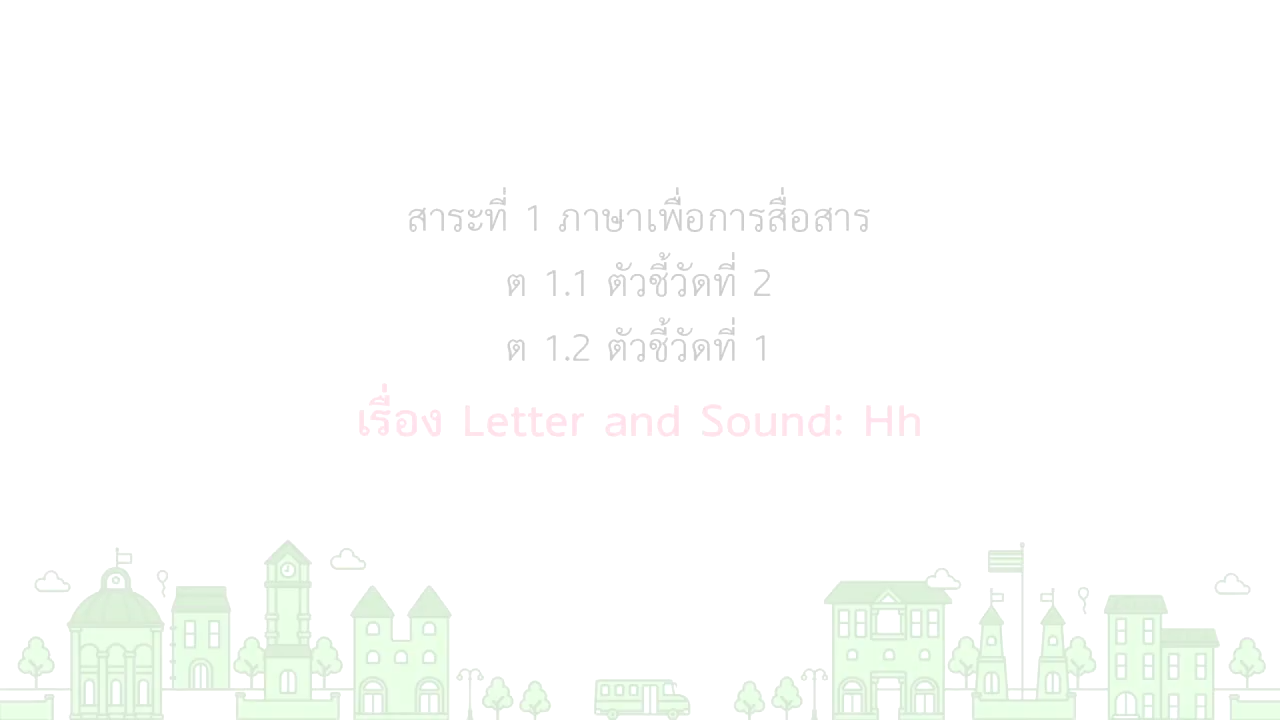 สาระที่ 1 ภาษาเพื่อการสื่อสาร
ต 1.1 ตัวชี้วัดที่ 2
ต 1.2 ตัวชี้วัดที่ 1
เรื่อง Letter and Sound: Hh